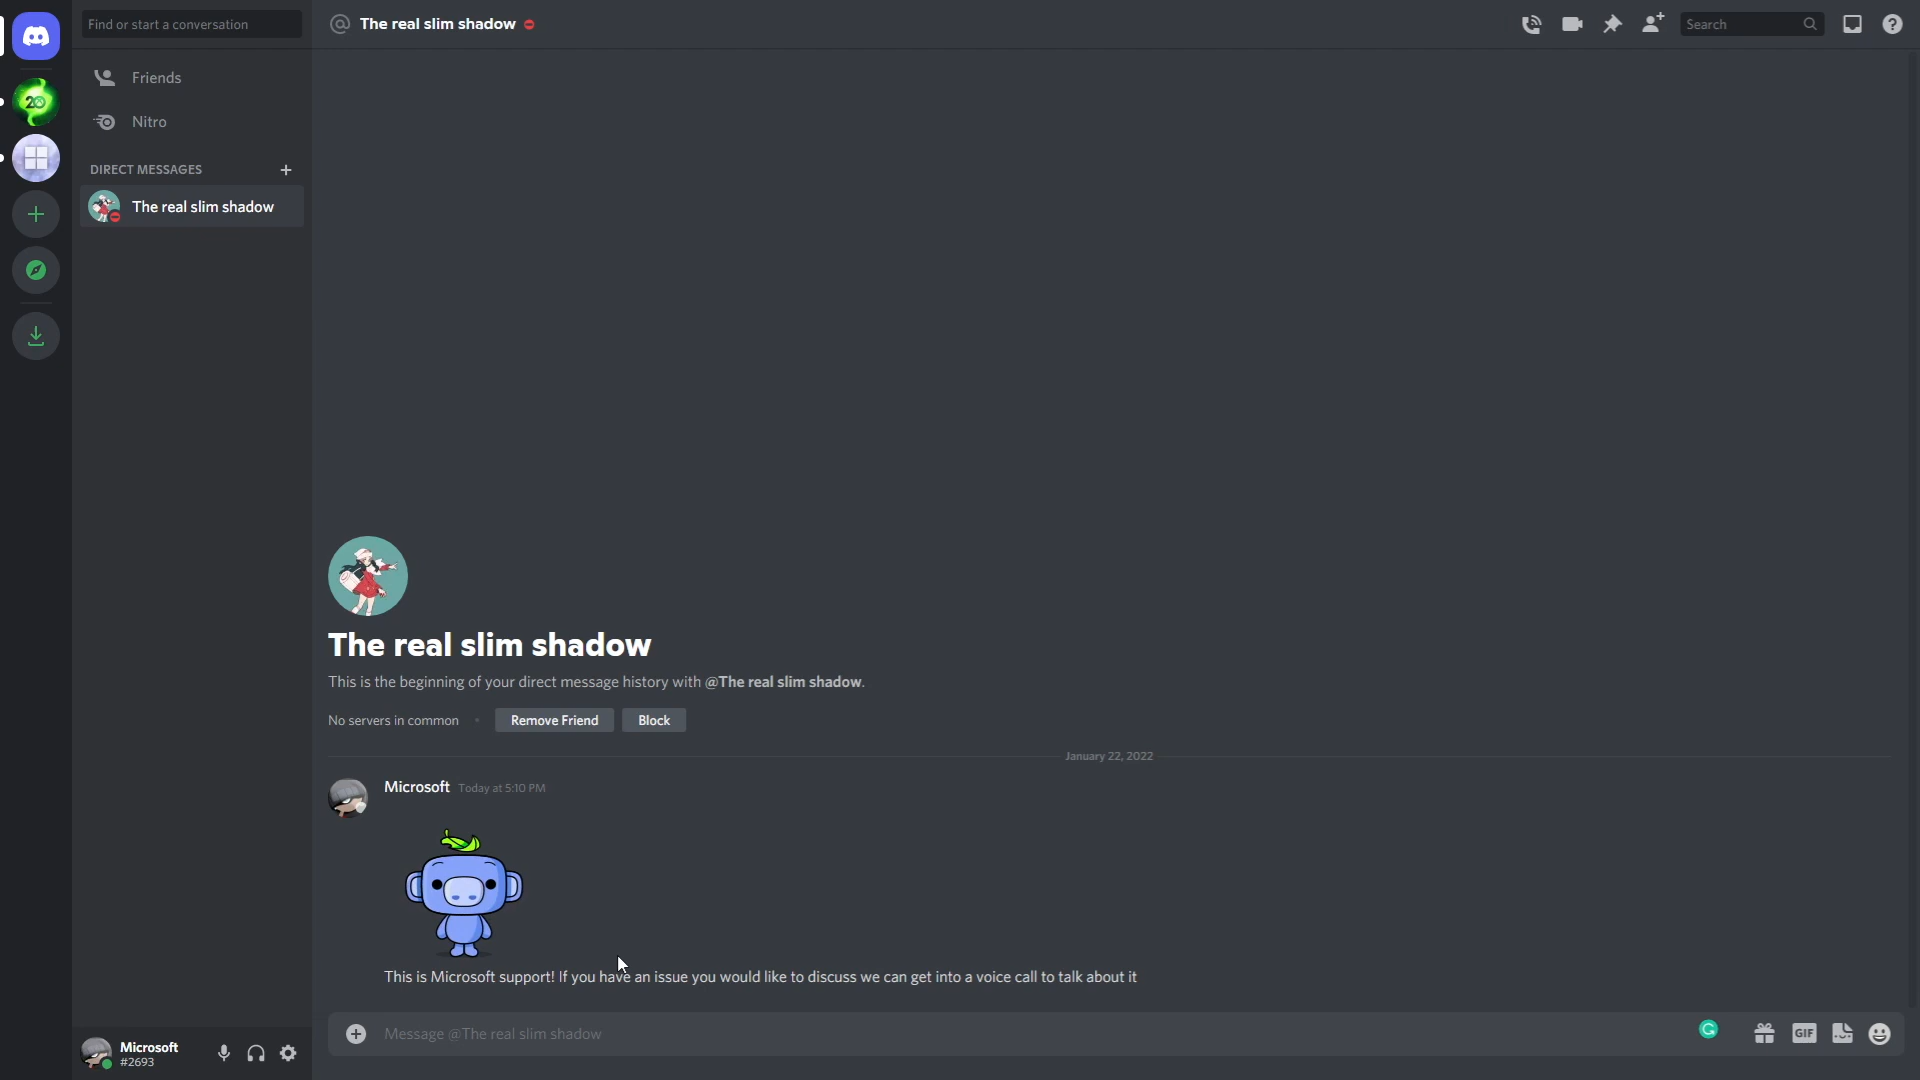 Find or start a conversation
The real slim shadow
Search
20
Friends
Nitro
DIRECT MESSAGES
The real slim shadow
The real slim shadow
This is the beginning of your direct message history with @The real slim shadow.
No servers in common
Remove Friend
Block
January 22, 2022
Microsoft Today at 5:10 PM
This is Microsoft support! If you have an issue you would like to discuss we can get into a voice call to talk about it
Message @The real slim shadow
GIF
Microsoft
#2693